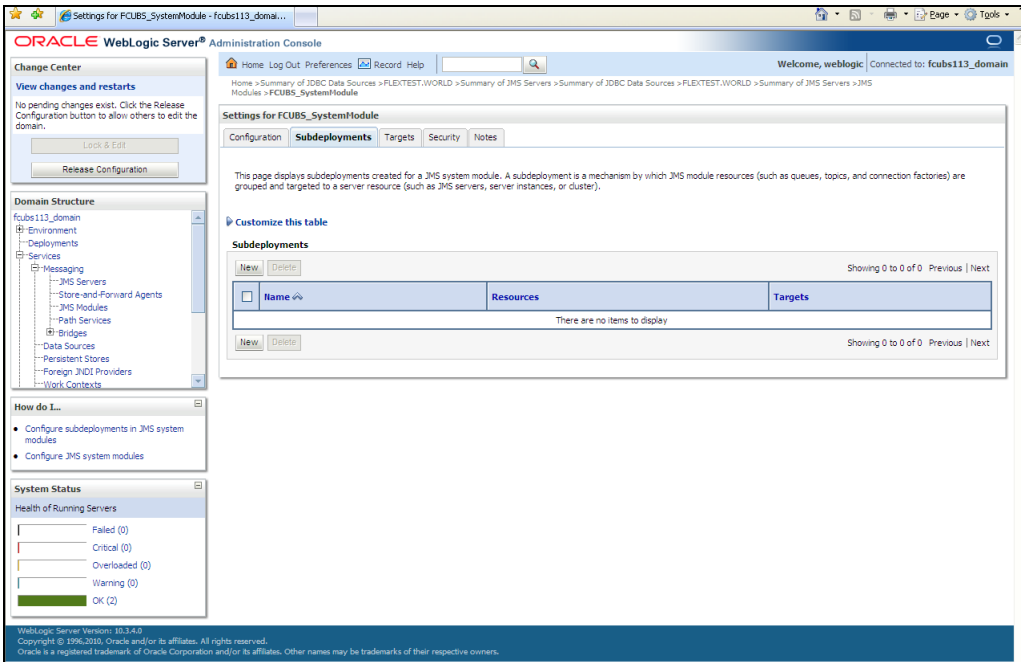 Settings for FCUBS_SystemModule - fcubs113_domai...
Page Tools
ORACLE WebLogic Server® Administration Console
Change Center
View changes and restarts
No pending changes exist. Click the Release
Configuration button to allow others to edit the
domain.
Lock & Edit
Release Configuration
Domain Structure
fcubs113_domain
Environment
Deployments
Services
Messaging
JMS Servers
Store-and-Forward Agents
JMS Modules
Path Services
Bridges
Data Sources
Persistent Stores
Foreign JNDI Providers
Work Contexts
How do I...
Configure subdeployments in JMS system
modules
Configure JMS system modules
System Status
Health of Running Servers
Failed (0)
Critical (0)
Overloaded (0)
Warning (0)
OK (2)
Home Log Out Preferences Record Help
Welcome, weblogic Connected to: fcubs113_domain
Home >Summary of JDBC Data Sources >FLEXTEST.WORLD >Summary of JMS Servers >Summary of JDBC Data Sources >FLEXTEST.WORLD >Summary of JMS Servers >JMS
Modules >FCUBS_SystemModule
Settings for FCUBS_SystemModule
Configuration Subdeployments Targets Security Notes
This page displays subdeployments created for a JMS system module. A subdeployment is a mechanism by which JMS module resources (such as queues, topics, and connection factories) are
grouped and targeted to a server resource (such as JMS servers, server instances, or cluster).
Customize this table
Subdeployments
New Delete Showing 0 to 0 of 0 Previous | Next
Name Resources Targets
There are no items to display
New Delete Showing 0 to 0 of 0 Previous | Next
WebLogic Server Version: 10.3.4.0
Copyright © 1996,2010, Oracle and/or its affiliates. All rights reserved.
Oracle is a registered trademark of Oracle Corporation and/or its affiliates. Other names may be trademarks of their respective owners.